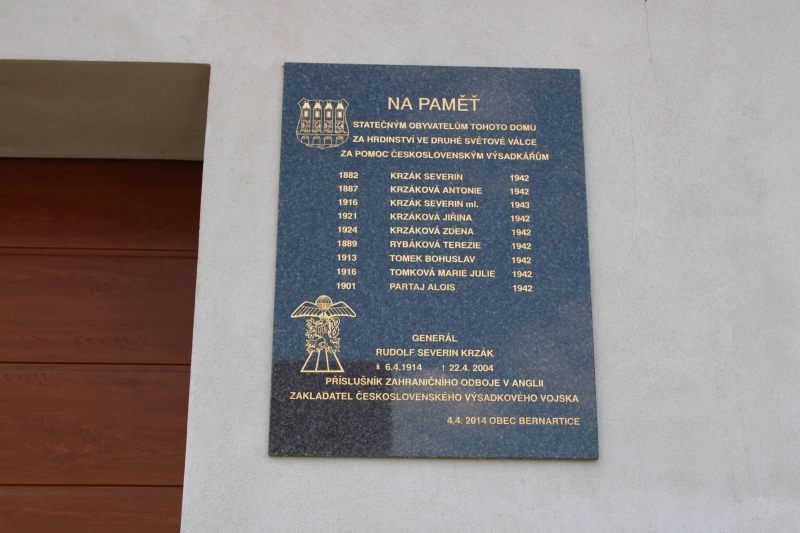 NA PAMĚŤ
STATEČNÝM OBYVATELŮM TOHOTO DOMU
ZA HRDINSTVÍ VE DRUHÉ SVĚTOVÉ VÁLCE
ZA POMOC ČESKOSLOVENSKÝM VÝSADKÁŘŮM
1882 KRZÁK SEVERIN 1942
1887 KRZÁKOVÁ ANTONIE 1942
1916 KRZÁK SEVERIN ml. 1943
1921 KRZÁKOVÁ JIŘINA 1942
1924 KRZÁKOVÁ ZDENA 1942
1889 RYBÁKOVÁ TEREZIE 1942
1913 TOMEK BOHUSLAV 1942
1916 TOMKOVÁ MARIE JULIE 1942
1901 PARTAJ ALOIS 1942
GENERÁL
RUDOLF SEVERIN KRZÁK
* 6.4.1914 † 22.4. 2004
PŘÍSLUŠNÍK ZAHRANIČNÍHO ODBOJE V ANGLII
ZAKLADATEL ČESKOSLOVENSKÉHO VÝSADKOVÉHO VOJSKA
4.4. 2014 OBEC BERNARTICE